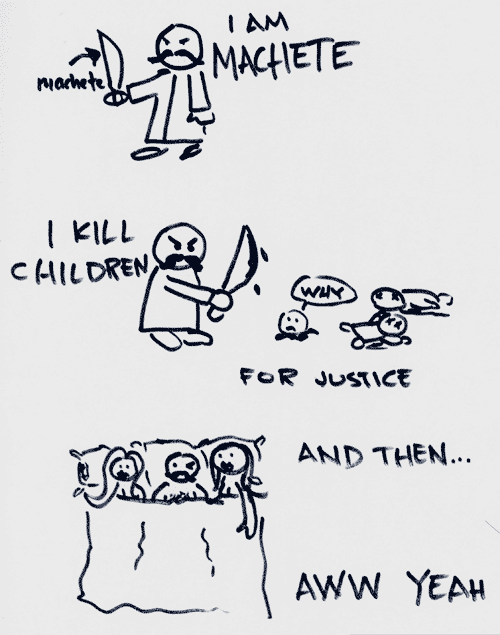 I AM
MACHETE
machete
I KILL
CHILDREN
WHY
FOR JUSTICE
AND THEN...
AWW YEAH